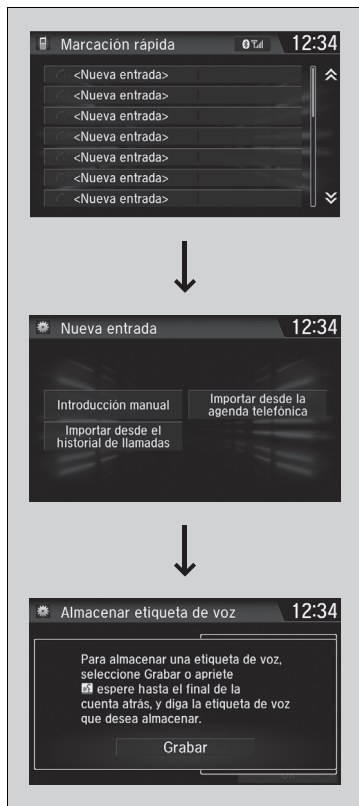 Marcación rápida
12:34
<Nueva entrada>
<Nueva entrada>
<Nueva entrada>
<Nueva entrada>
<Nueva entrada>
<Nueva entrada>
<Nueva entrada>
Nueva entrada
12:34
Introducción manual
Importar desde la
agenda telefónica
Importar desde el
historial de llamadas
Almacenar etiqueta de voz
12:34
Para almacenar una etiqueta de voz,
seleccione Grabar o apriete
espere hasta el final de la
cuenta atrás, y diga la etiqueta de voz
que desea almacenar.
Grabar